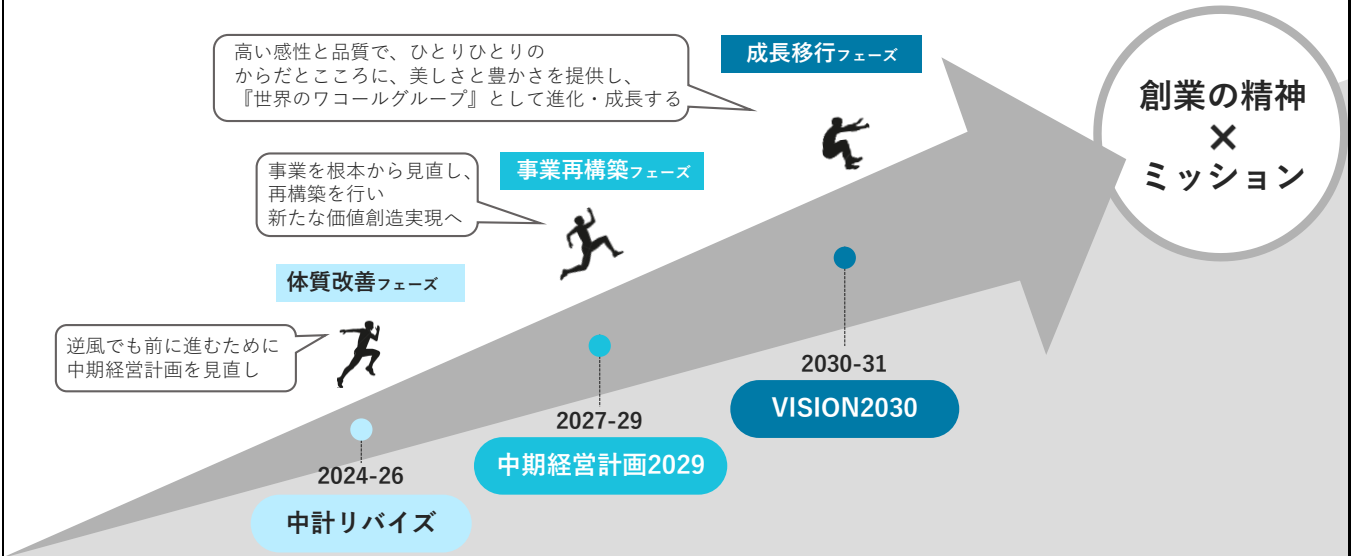 高い感性と品質で、ひとりひとりの
からだとこころに、美しさと豊かさを提供し、
『世界のワコールグループ』として進化・成長する
成長移行フェーズ
創業の精神
×
ミッション
事業を根本から見直し、
再構築を行い
新たな価値創造実現へ
事業再構築フェーズ
体質改善フェーズ
逆風でも前に進むために
中期経営計画を見直し
2030-31
VISION2030
2027-29
中期経営計画2029
2024-26
中計リバイズ